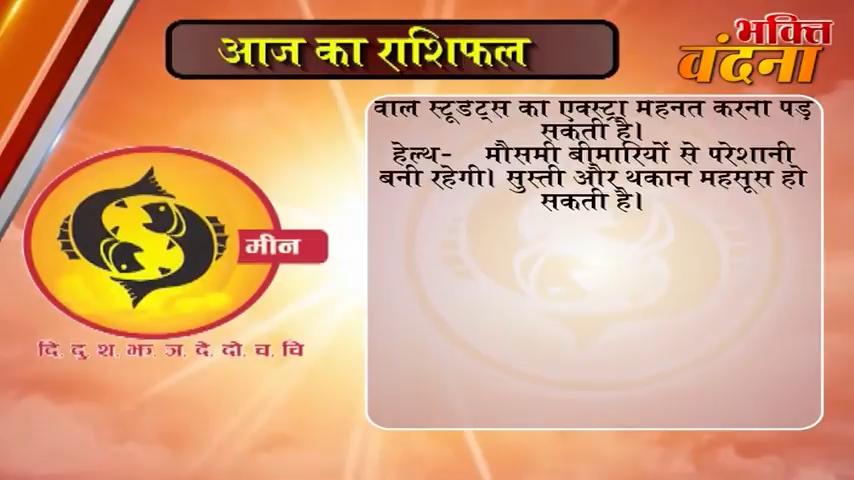 आज का राशिफल
भक्ति
वंदना
वाले स्टूडेंट्स को एक्स्ट्रा मेहनत करनी पड़
सकती है।
हेल्थ- मौसमी बीमारियों से परेशानी
बनी रहेगी। सुस्ती और थकान महसूस हो
सकती है।
मीन
दि. दु. श. झ. ञ. दे. दो. च. चि